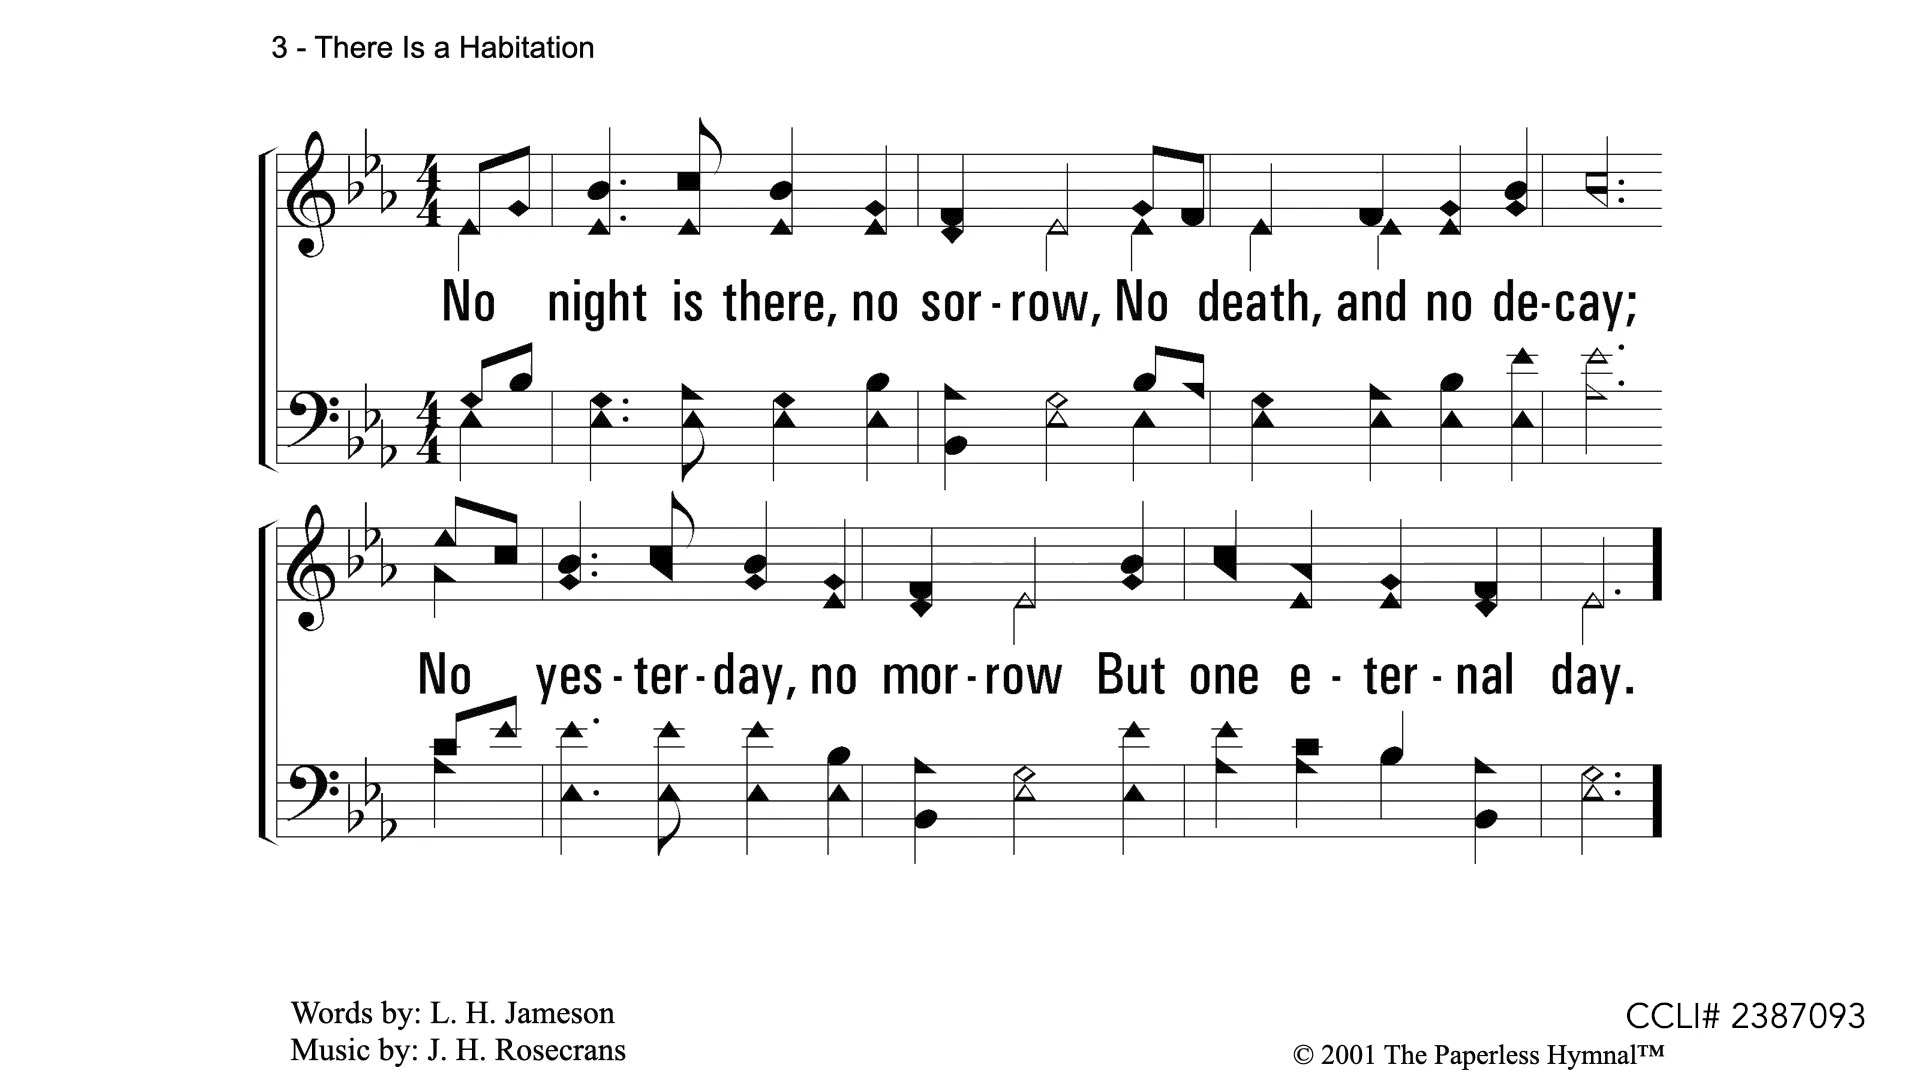 3 - There Is a Habitation
No night is there, no sor - row, No death, and no de-cay;
No yes - ter - day, no mor - row But one e - ter - nal day.
Words by: L. H. Jameson
Music by: J. H. Rosecrans
CCLI# 2387093
© 2001 The Paperless Hymnal™